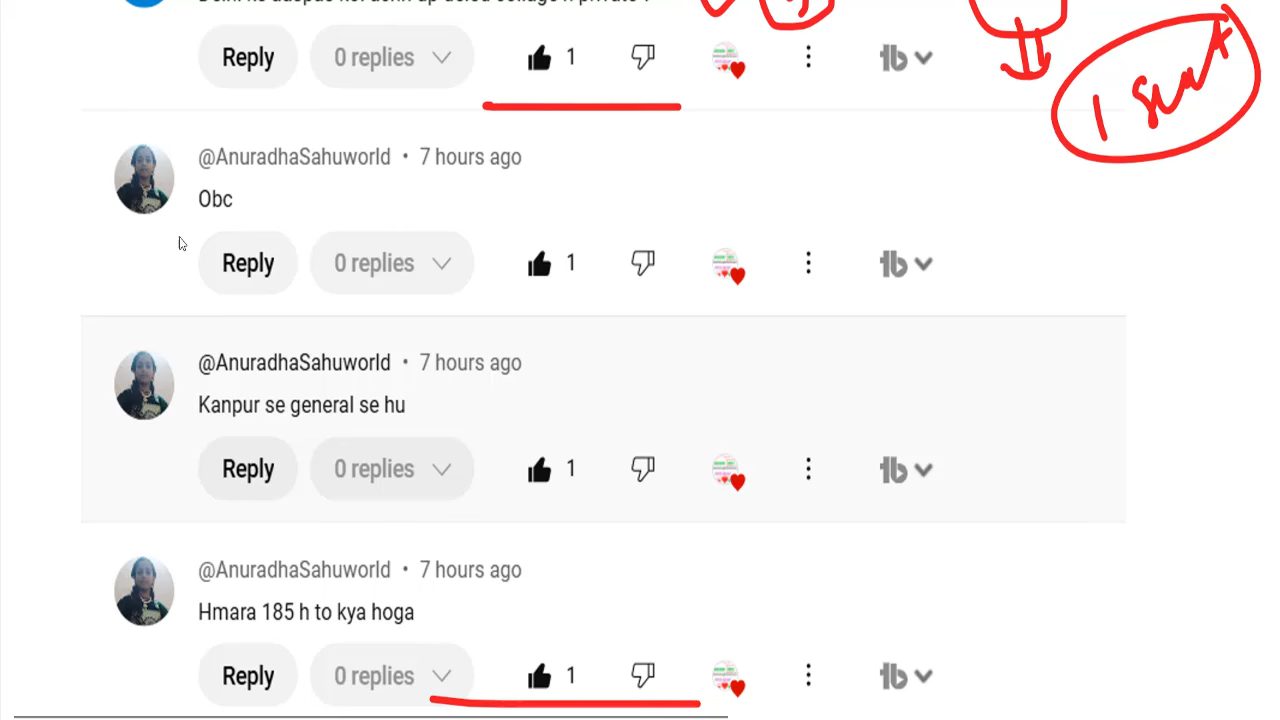 Reply 0 replies 1
1 seat
@AnuradhaSahuworld • 7 hours ago
Obc
Reply 0 replies 1
@AnuradhaSahuworld • 7 hours ago
Kanpur se general se hu
Reply 0 replies 1
@AnuradhaSahuworld • 7 hours ago
Hmara 185 h to kya hoga
Reply 0 replies 1